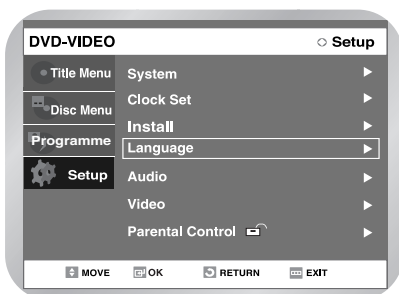 DVD-VIDEO
Setup
Title Menu
Disc Menu
Programme
Setup
System
Clock Set
Install
Language
Audio
Video
Parental Control
MOVE OK RETURN EXIT